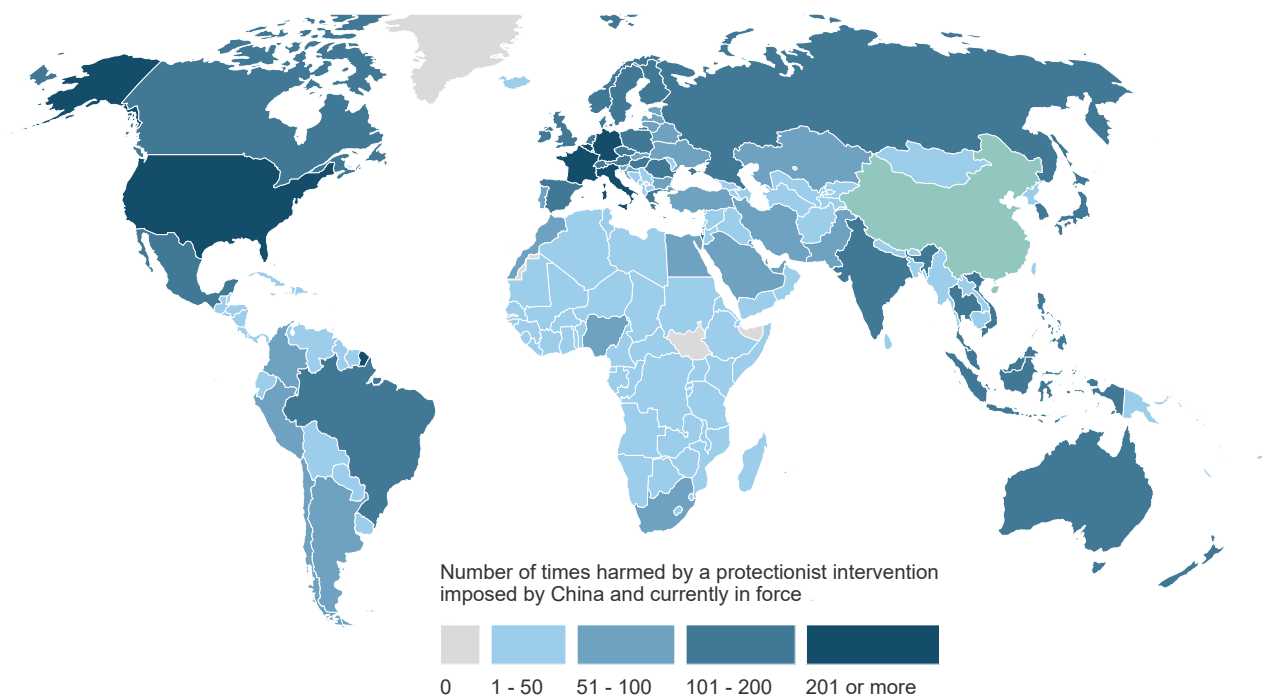 Number of times harmed by a protectionist intervention
imposed by China and currently in force
0 1 - 50 51 - 100 101 - 200 201 or more